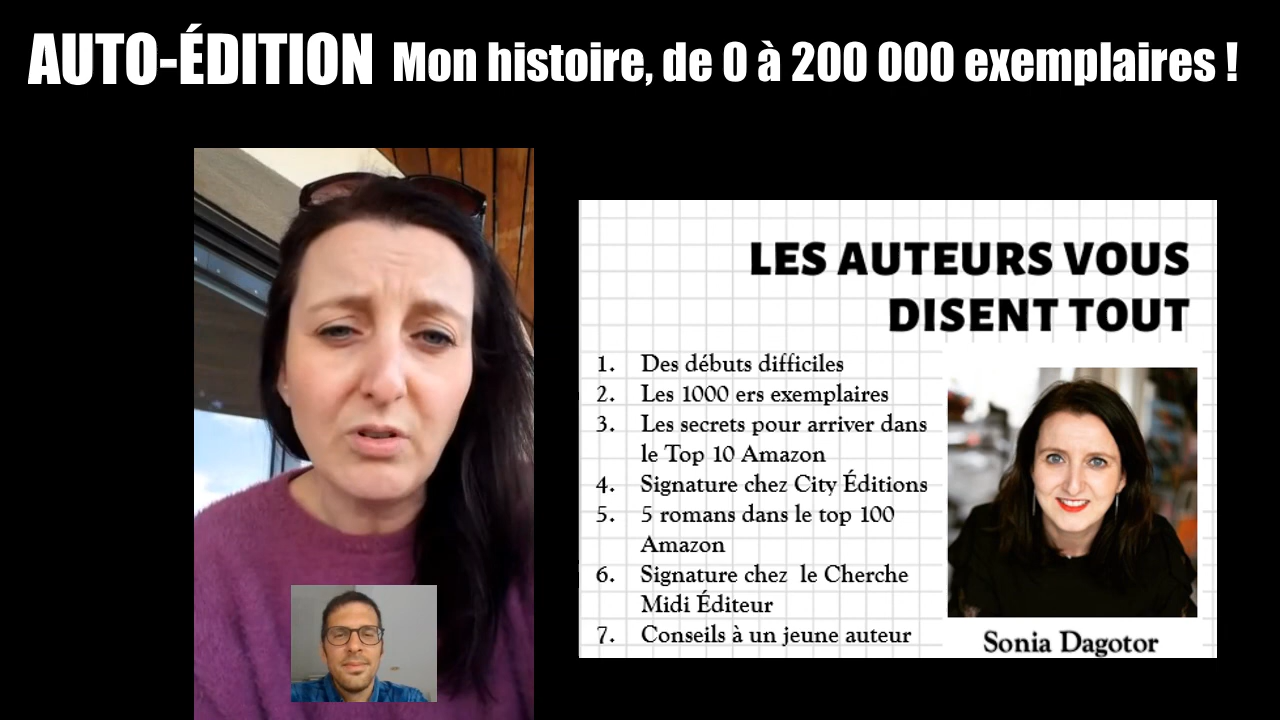 AUTO-ÉDITION Mon histoire, de 0 à 200 000 exemplaires !
LES AUTEURS VOUS
DISENT TOUT
1. Des débuts difficiles
2. Les 1000 ers exemplaires
3. Les secrets pour arriver dans
le Top 10 Amazon
4. Signature chez City Éditions
5. 5 romans dans le top 100
Amazon
6. Signature chez le Cherche
Midi Éditeur
7. Conseils à un jeune auteur
Sonia Dagotor